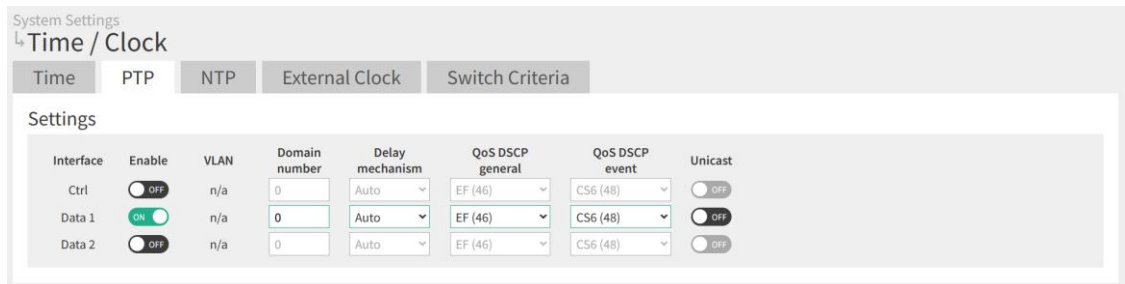 System Settings
↳Time / Clock
Time PTP NTP External Clock Switch Criteria
Settings
Interface Enable VLAN Domain number Delay mechanism QoS DSCP general QoS DSCP event Unicast
Ctrl OFF n/a 0 Auto EF (46) CS6 (48) OFF
Data 1 ON n/a 0 Auto EF (46) CS6 (48) OFF
Data 2 OFF n/a 0 Auto EF (46) CS6 (48) OFF